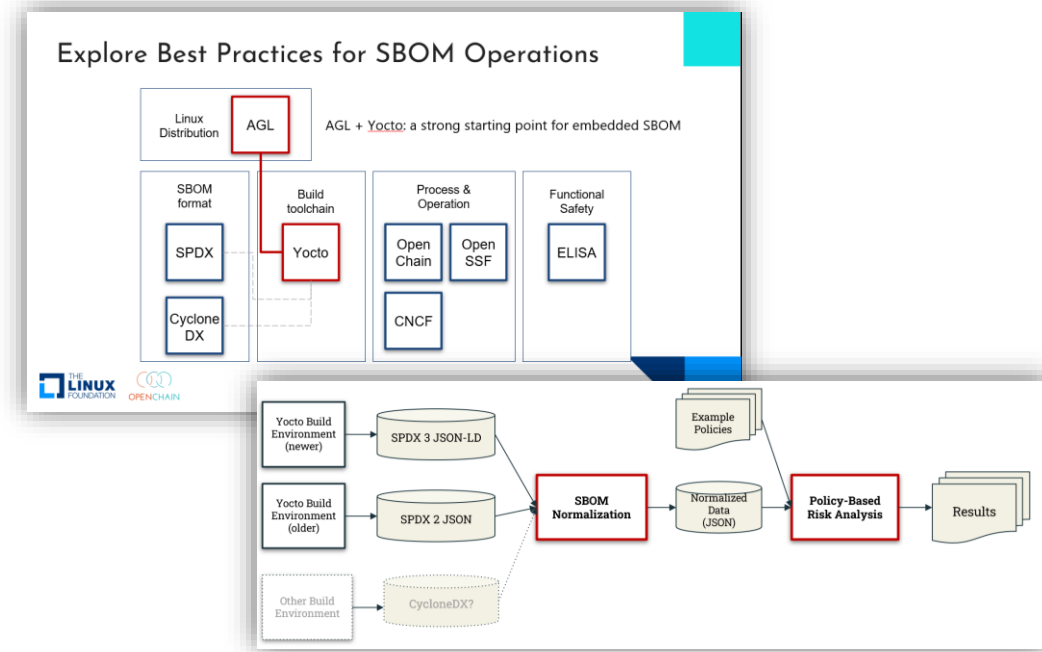 Explore Best Practices for SBOM Operations
Linux
Distribution
AGL
AGL + Yocto: a strong starting point for embedded SBOM
SBOM
format
SPDX
Cyclone
DX
Build
toolchain
Yocto
Process &
Operation
Open
Chain
Open
SSF
CNCF
Functional
Safety
ELISA
THE
LINUX
FOUNDATION
OPENCHAIN
Yocto Build
Environment
(newer)
SPDX 3 JSON-LD
Yocto Build
Environment
(older)
SPDX 2 JSON
Other Build
Environment
CycloneDX?
SBOM
Normalization
Example
Policies
Normalized
Data
(JSON)
Policy-Based
Risk Analysis
Results